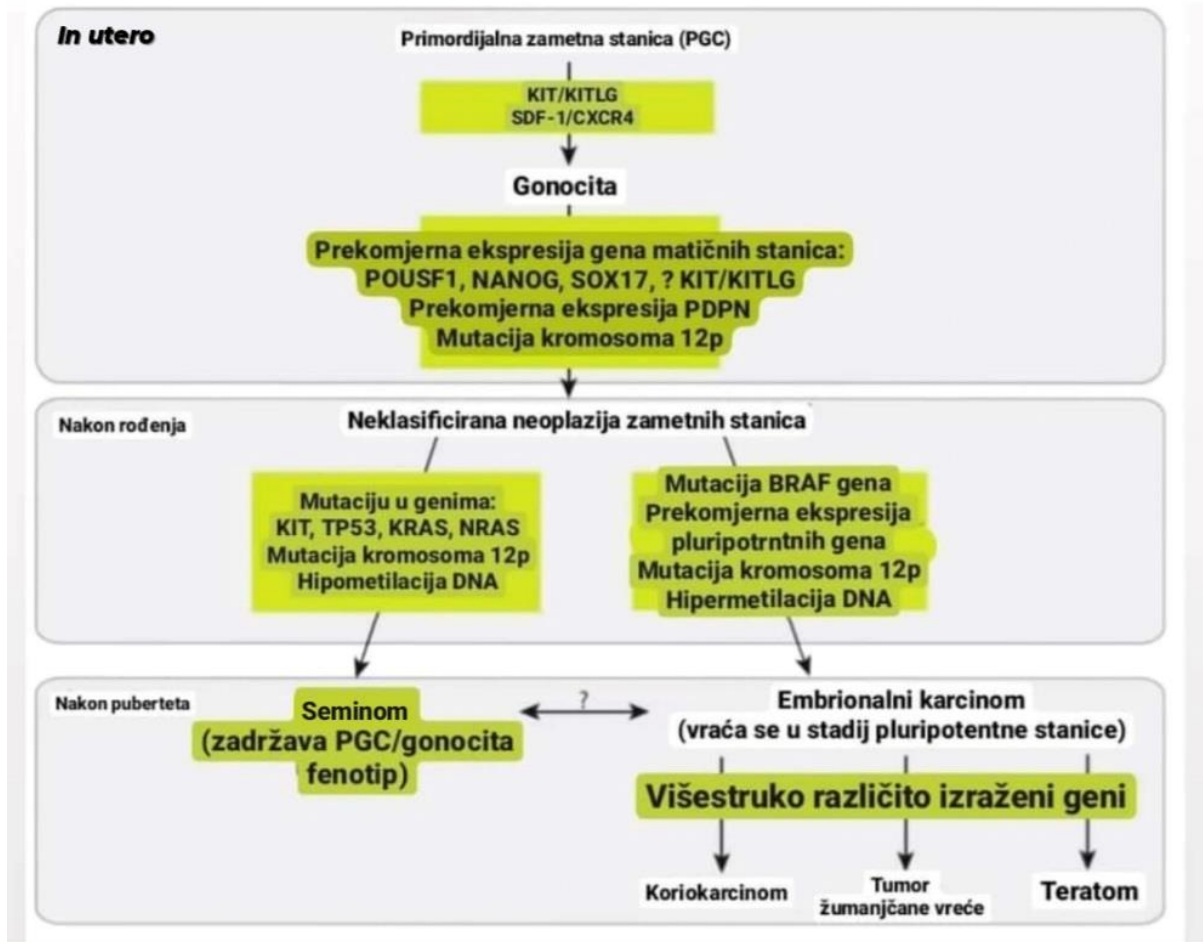 In utero
Primordijalna zametna stanica (PGC)
KIT/KITLG
SDF-1/CXCR4
Gonocita
Prekomjerna ekspresija gena matičnih stanica:
POUSF1, NANOG, SOX17, ? KIT/KITLG
Prekomjerna ekspresija PDPN
Mutacija kromosoma 12p
Nakon rođenja
Neklasificirana neoplazija zametnih stanica
Mutaciju u genima:
KIT, TP53, KRAS, NRAS
Mutacija kromosoma 12p
Hipometilacija DNA
Mutacija BRAF gena
Prekomjerna ekspresija
pluripotrntnih gena
Mutacija kromosoma 12p
Hipermetilacija DNA
Nakon puberteta
Seminom
(zadržava PGC/gonocita
fenotip)
?
Embrionalni karcinom
(vraća se u stadij pluripotentne stanice)
Višestruko različito izraženi geni
Koriokarcinom
Tumor
žumanjčane vreće
Teratom